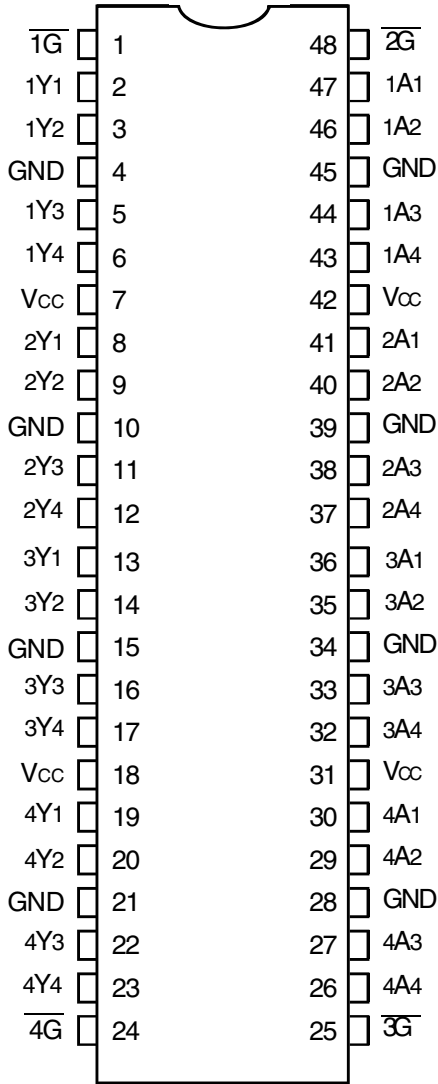 1G 1 48 2G
1Y1 2 47 1A1
1Y2 3 46 1A2
GND 4 45 GND
1Y3 5 44 1A3
1Y4 6 43 1A4
VCC 7 42 VCC
2Y1 8 41 2A1
2Y2 9 40 2A2
GND 10 39 GND
2Y3 11 38 2A3
2Y4 12 37 2A4
3Y1 13 36 3A1
3Y2 14 35 3A2
GND 15 34 GND
3Y3 16 33 3A3
3Y4 17 32 3A4
VCC 18 31 VCC
4Y1 19 30 4A1
4Y2 20 29 4A2
GND 21 28 GND
4Y3 22 27 4A3
4Y4 23 26 4A4
4G 24 25 3G